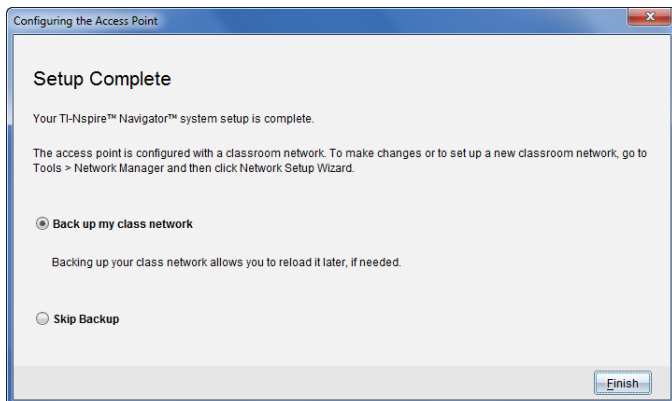 Configuring the Access Point
x
Setup Complete
Your TI-Nspire™ Navigator™ system setup is complete.
The access point is configured with a classroom network. To make changes or to set up a new classroom network, go to
Tools > Network Manager and then click Network Setup Wizard.
Back up my class network
Backing up your class network allows you to reload it later, if needed.
Skip Backup
Finish